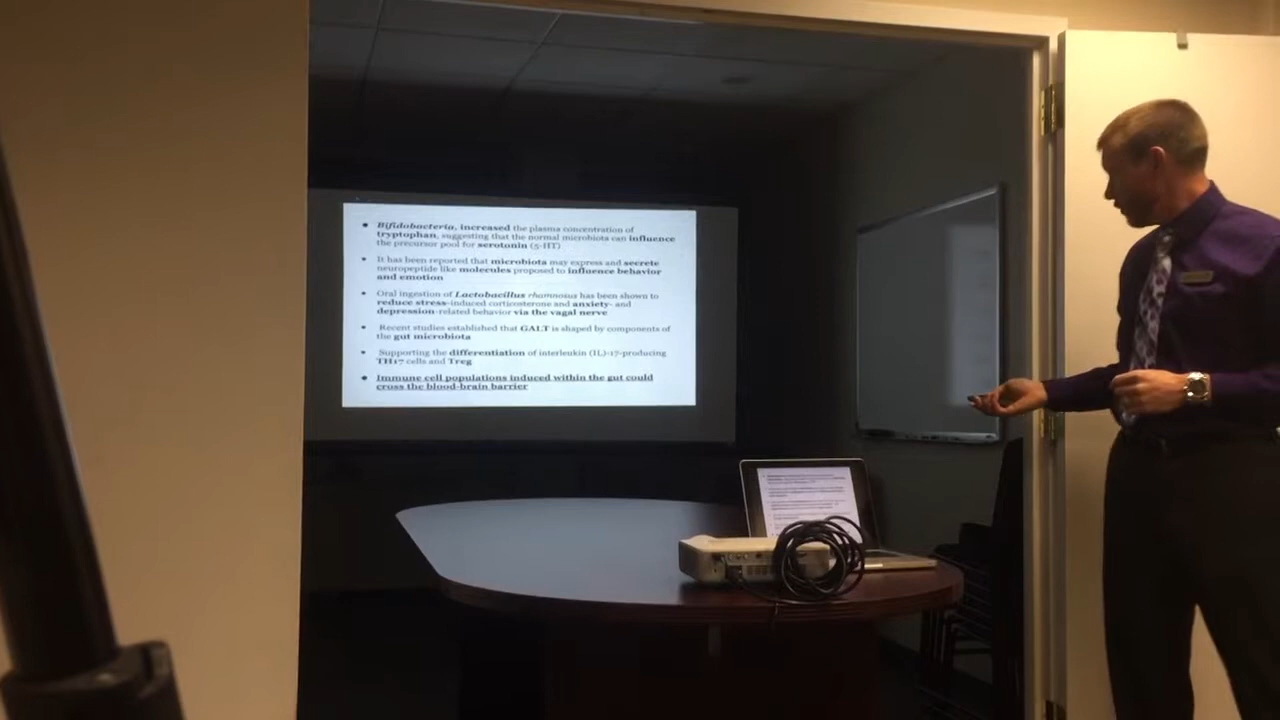 Bifidobacteria, increased the plasma concentration of
tryptophan, suggesting that the normal microbiota can influence
the precursor pool for serotonin (5-HT)
It has been reported that microbiota may express and secrete
neuropeptide like molecules proposed to influence behavior
and emotion
Oral ingestion of Lactobacillus rhamnosus has been shown to
reduce stress-induced corticosterone and anxiety- and
depression-related behavior via the vagal nerve
Recent studies established that GALT is shaped by components of
the gut microbiota
Supporting the differentiation of interleukin (IL)-17-producing
TH17 cells and Treg
Immune cell populations induced within the gut could
cross the blood-brain barrier